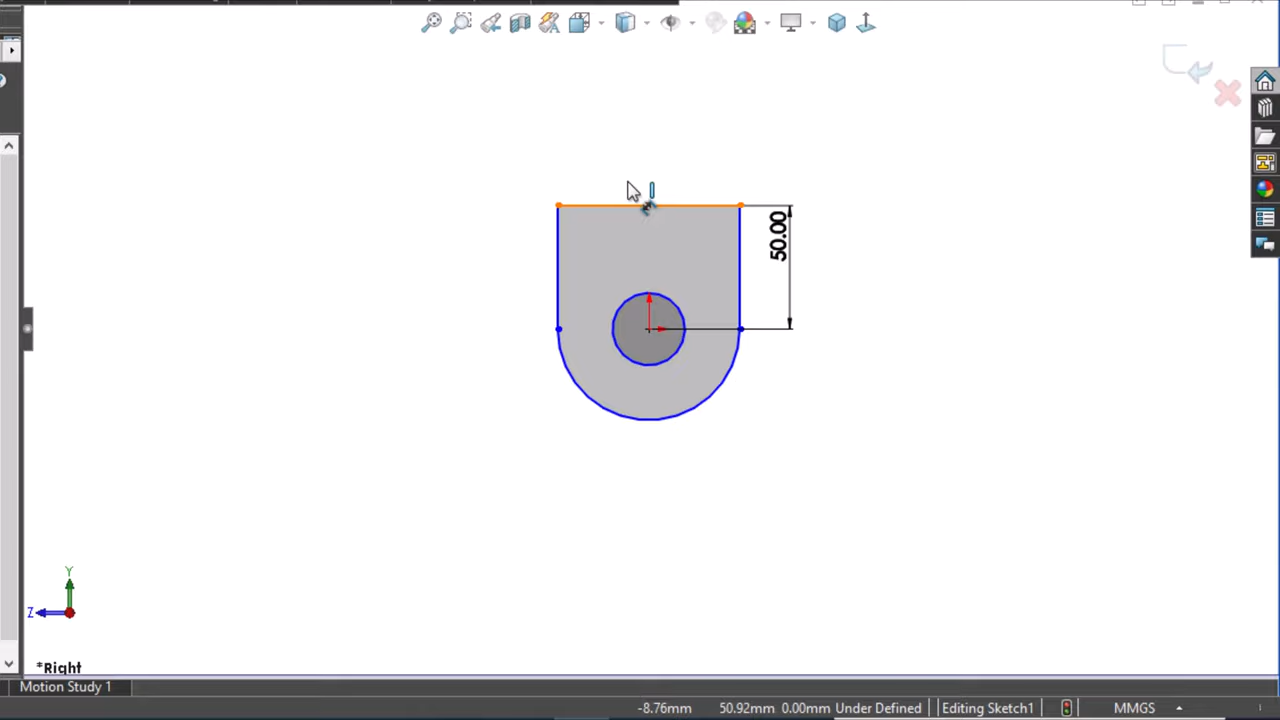 50.00
Y
Z
*Right
Motion Study 1
-8.76mm 50.92mm 0.00mm Under Defined Editing Sketch1 MMGS